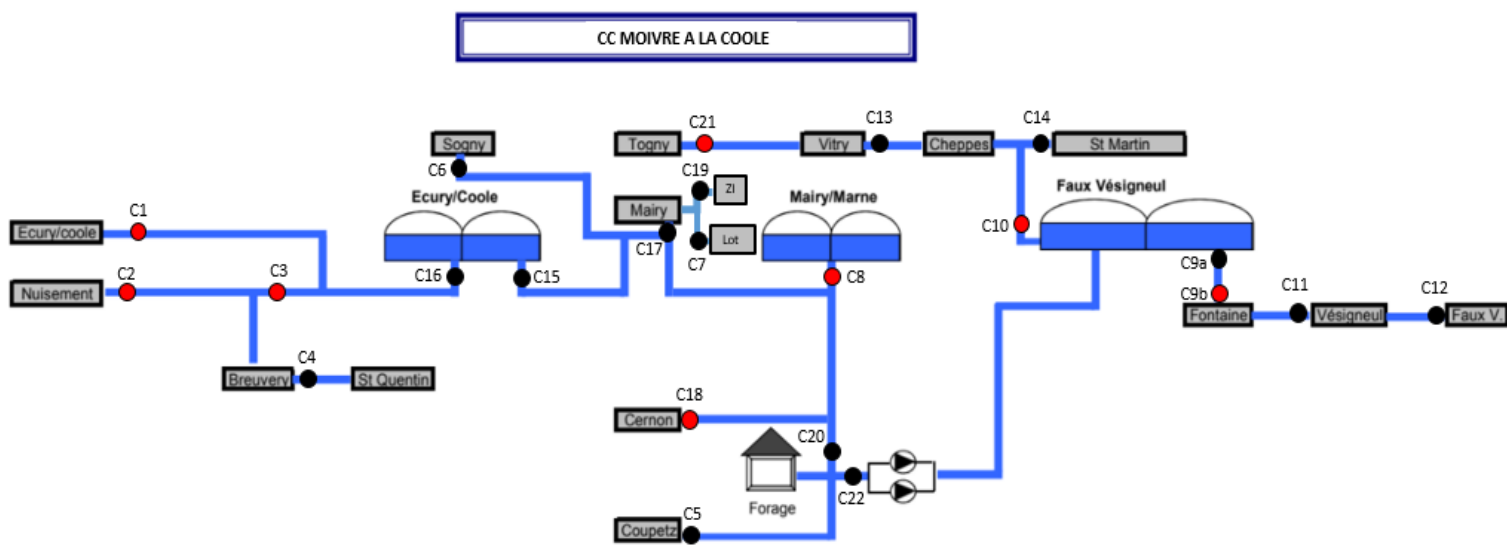 CC MOIVRE A LA COOLE
C21
C13
C14
Sogny
Togny
Vitry
Cheppes
St Martin
C6
C19
ZI
Ecury/Coole
Mairy/Marne
Faux Vésigneul
C1
Mairy
Ecury/coole
C10
C17
Lot
C7
C2
C3
C16
C15
C8
C9a
C9b
C11
C12
Nuisement
Fontaine
Vésigneul
Faux V.
C4
Breuvery
St Quentin
C18
Cernon
C20
C22
Forage
C5
Coupetz